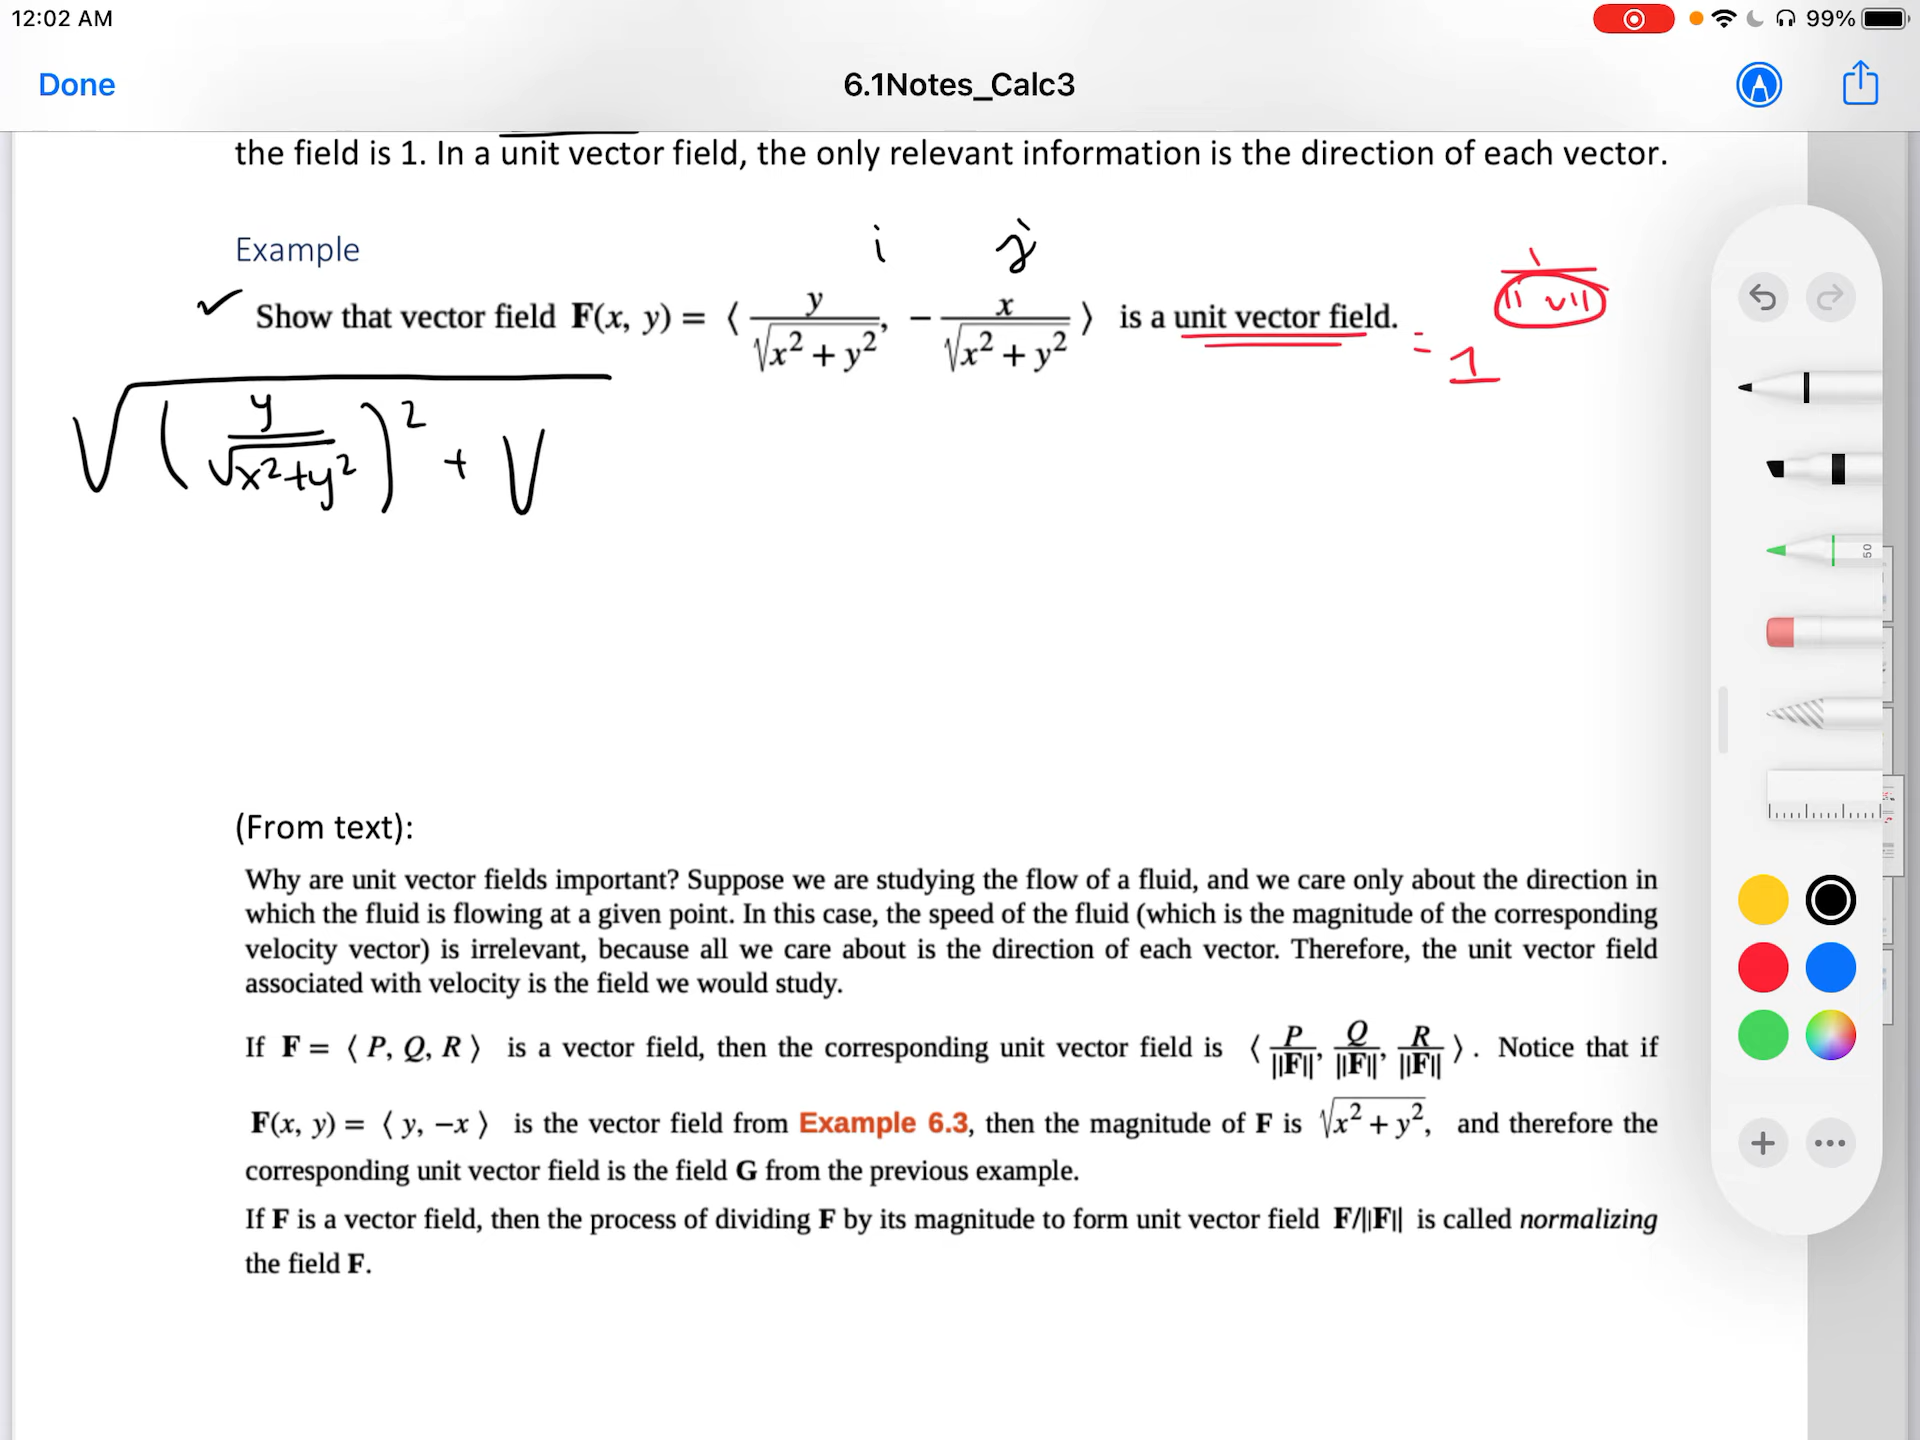 12:02 AM
99%
Done
6.1Notes_Calc3
the field is 1. In a unit vector field, the only relevant information is the direction of each vector.
i j
Example
1
|| v ||
✓ Show that vector field F(x, y) = ⟨ y/√(x² + y²), − x/√(x² + y²) ⟩ is a unit vector field.
= 1
√( y/√(x²+y²) )² + √
50
(From text):
Why are unit vector fields important? Suppose we are studying the flow of a fluid, and we care only about the direction in
which the fluid is flowing at a given point. In this case, the speed of the fluid (which is the magnitude of the corresponding
velocity vector) is irrelevant, because all we care about is the direction of each vector. Therefore, the unit vector field
associated with velocity is the field we would study.
If F = ⟨ P, Q, R ⟩ is a vector field, then the corresponding unit vector field is ⟨ P/||F||, Q/||F||, R/||F|| ⟩. Notice that if
F(x, y) = ⟨ y, −x ⟩ is the vector field from Example 6.3, then the magnitude of F is √(x² + y²), and therefore the
corresponding unit vector field is the field G from the previous example.
If F is a vector field, then the process of dividing F by its magnitude to form unit vector field F/||F|| is called normalizing
the field F.